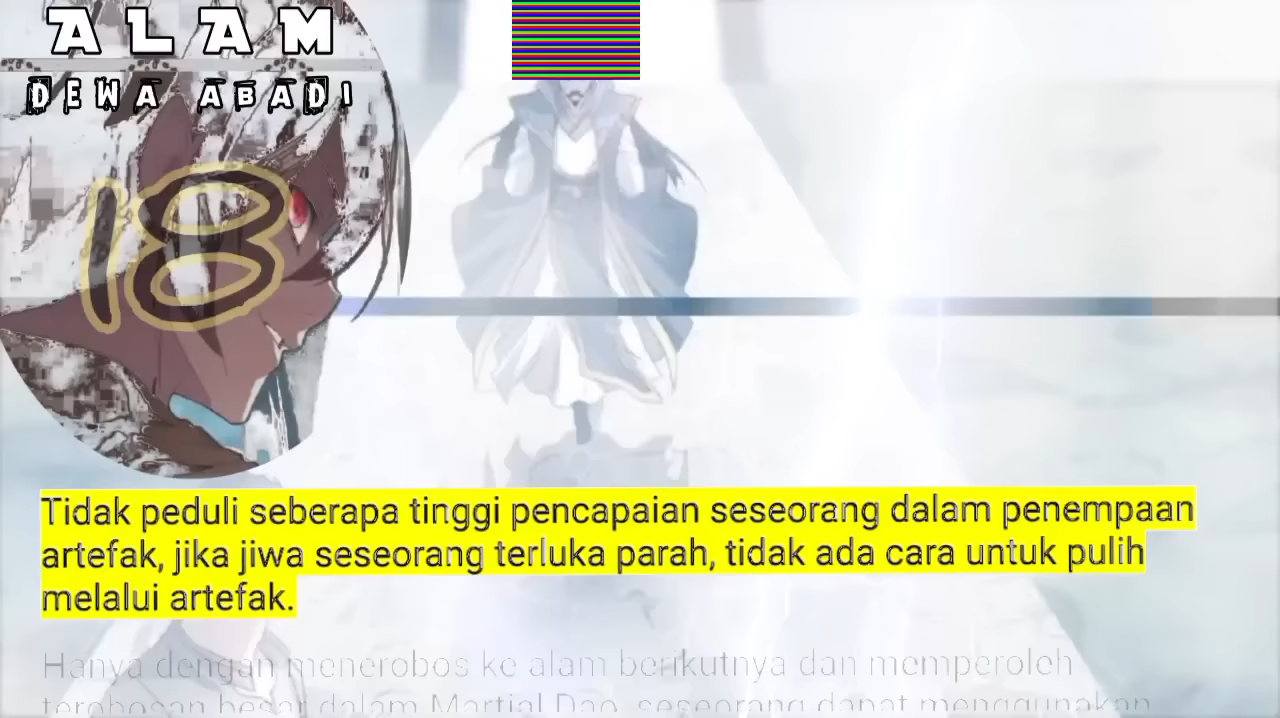 ALAM
DEWA ABADI
18
Tidak peduli seberapa tinggi pencapaian seseorang dalam penempaan
artefak, jika jiwa seseorang terluka parah, tidak ada cara untuk pulih
melalui artefak.
Hanya dengan menerobos ke alam berikutnya dan memperoleh
terobosan besar dalam Martial Dao, seseorang dapat menggunakan